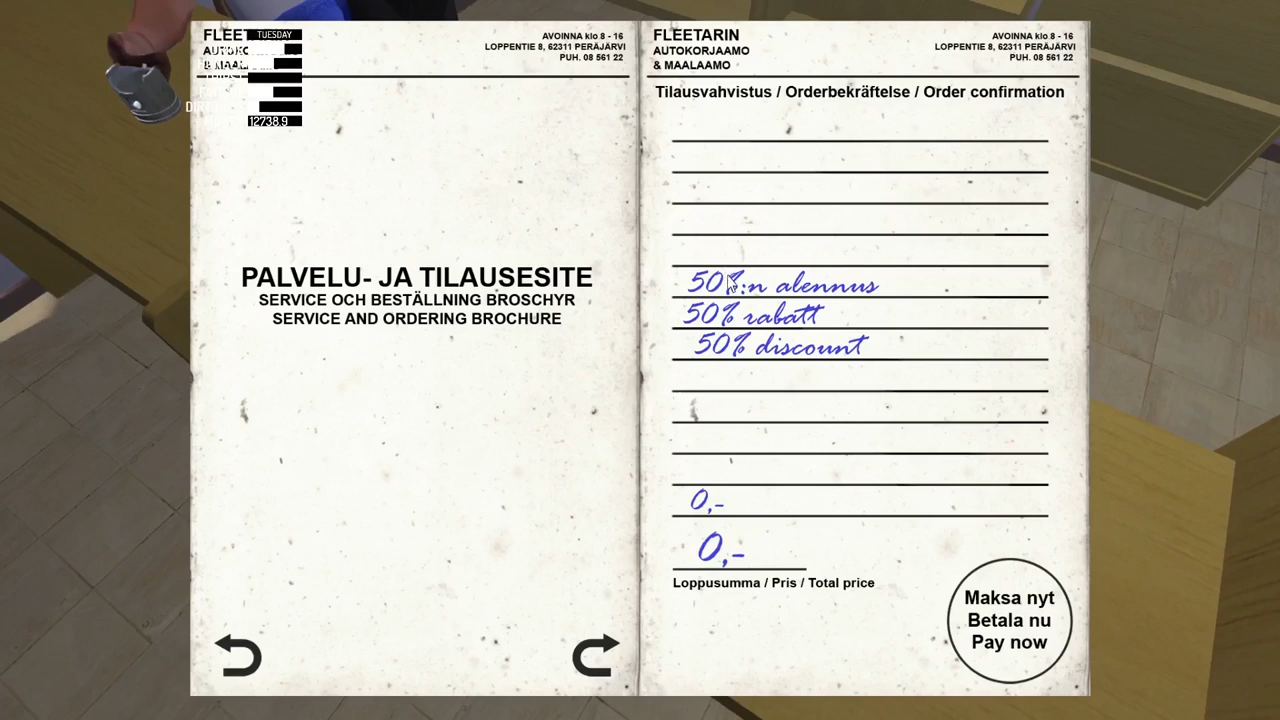 FLEETARIN
AUTOKORJAAMO
& MAALAAMO
AVOINNA klo 8 - 16
LOPPENTIE 8, 62311 PERÄJÄRVI
PUH. 08 561 22
Tilausvahvistus / Orderbekräftelse / Order confirmation
50%:n alennus
50% rabatt
50% discount
0,-
0,-
Loppusumma / Pris / Total price
Maksa nyt
Betala nu
Pay now
TUESDAY
12738.9
AVOINNA klo 8 - 16
LOPPENTIE 8, 62311 PERÄJÄRVI
PUH. 08 561 22
PALVELU- JA TILAUSESITE
SERVICE OCH BESTÄLLNING BROSCHYR
SERVICE AND ORDERING BROCHURE